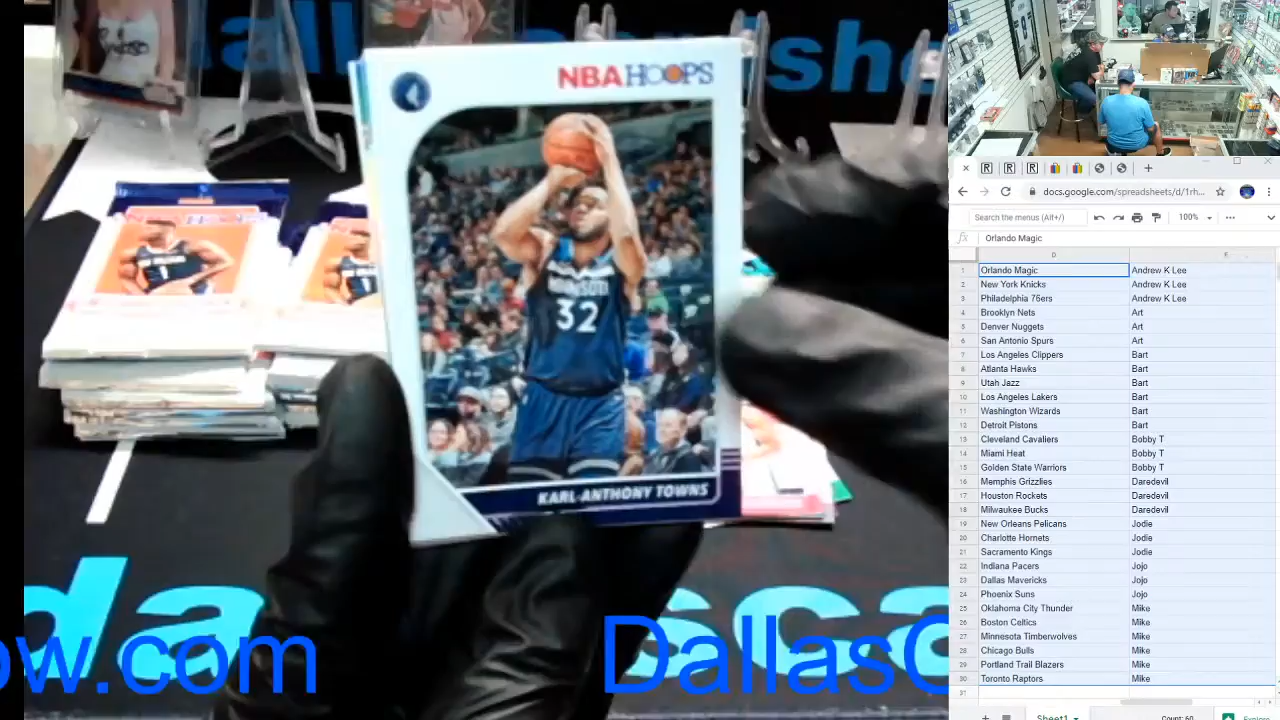 NBA HOOPS
MINNESOTA
32
KARL-ANTHONY TOWNS
ow.com
DallasC
docs.google.com/spreadsheets/d/1rh
Search the menus (Alt+/)
100%
fx Orlando Magic
D E
1 Orlando Magic Andrew K Lee
2 New York Knicks Andrew K Lee
3 Philadelphia 76ers Andrew K Lee
4 Brooklyn Nets Art
5 Denver Nuggets Art
6 San Antonio Spurs Art
7 Los Angeles Clippers Bart
8 Atlanta Hawks Bart
9 Utah Jazz Bart
10 Los Angeles Lakers Bart
11 Washington Wizards Bart
12 Detroit Pistons Bart
13 Cleveland Cavaliers Bobby T
14 Miami Heat Bobby T
15 Golden State Warriors Bobby T
16 Memphis Grizzlies Daredevil
17 Houston Rockets Daredevil
18 Milwaukee Bucks Daredevil
19 New Orleans Pelicans Jodie
20 Charlotte Hornets Jodie
21 Sacramento Kings Jodie
22 Indiana Pacers Jojo
23 Dallas Mavericks Jojo
24 Phoenix Suns Jojo
25 Oklahoma City Thunder Mike
26 Boston Celtics Mike
27 Minnesota Timberwolves Mike
28 Chicago Bulls Mike
29 Portland Trail Blazers Mike
30 Toronto Raptors Mike
31
Sheet1 Count: 60 Explore